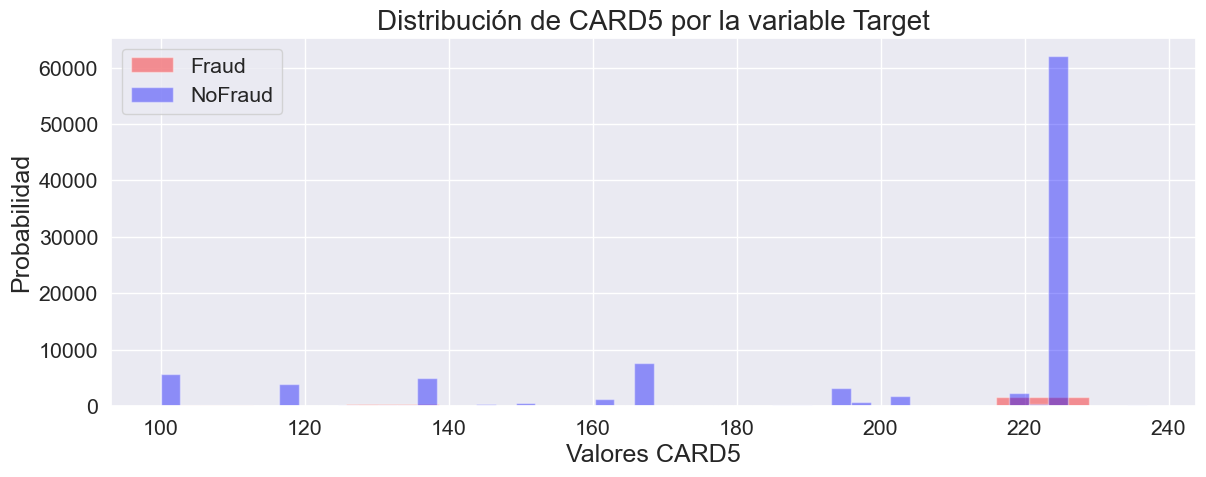 Distribución de CARD5 por la variable Target
Fraud
NoFraud
Probabilidad
60000
50000
40000
30000
20000
10000
0
100 120 140 160 180 200 220 240
Valores CARD5